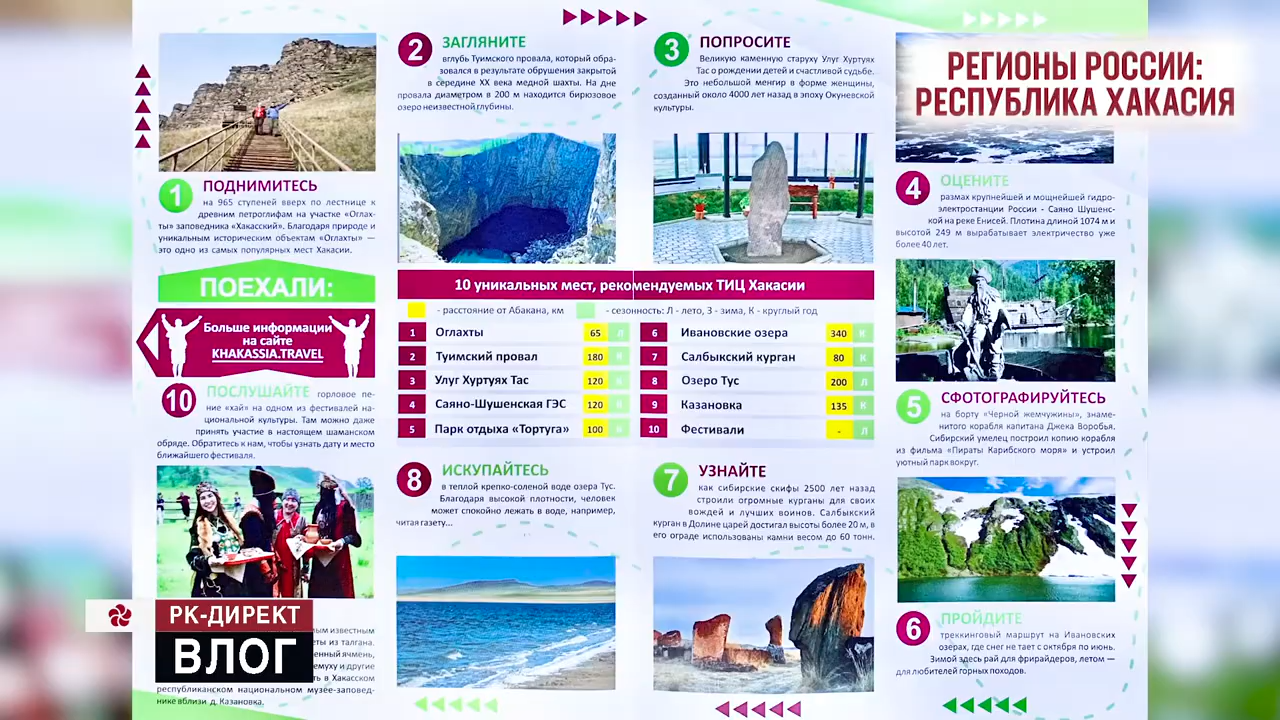 РЕГИОНЫ РОССИИ:
РЕСПУБЛИКА ХАКАСИЯ
1
ПОДНИМИТЕСЬ
на 965 ступеней вверх по лестнице к
древним петроглифам на участке «Оглах-
ты» заповедника «Хакасский». Благодаря природе и
уникальным историческим объектам «Оглахты» —
это одно из самых популярных мест Хакасии.
2
ЗАГЛЯНИТЕ
вглубь Туимского провала, который обра-
зовался в результате обрушения закрытой
в середине XX века медной шахты. На дне
провала диаметром в 200 м находится бирюзовое
озеро неизвестной глубины.
3
ПОПРОСИТЕ
Великую каменную старуху Улуг Хуртуях
Тас о рождении детей и счастливой судьбе.
Это небольшой менгир в форме женщины,
созданный около 4000 лет назад в эпоху Окуневской
культуры.
4
ОЦЕНИТЕ
размах крупнейшей и мощнейшей гидро-
электростанции России - Саяно Шушенс-
кой на реке Енисей. Плотина длиной 1074 м и
высотой 249 м вырабатывает электричество уже
более 40 лет.
ПОЕХАЛИ:
Больше информации
на сайте
KHAKASSIA.TRAVEL
10 уникальных мест, рекомендуемых ТИЦ Хакасии
- расстояние от Абакана, км
- сезонность: Л - лето, З - зима, К - круглый год
1 Оглахты 65 Л
2 Туимский провал 180 К
3 Улуг Хуртуях Тас 120 К
4 Саяно-Шушенская ГЭС 120 К
5 Парк отдыха «Тортуга» 100 К
6 Ивановские озера 340 К
7 Салбыкский курган 80 К
8 Озеро Тус 200 Л
9 Казановка 135 К
10 Фестивали - Л
5
СФОТОГРАФИРУЙТЕСЬ
на борту «Черной жемчужины», знаме-
нитого корабля капитана Джека Воробья.
Сибирский умелец построил копию корабля
из фильма «Пираты Карибского моря» и устроил
уютный парк вокруг.
10
ПОСЛУШАЙТЕ горловое пе-
ние «хай» на одном из фестивалей на-
циональной культуры. Там можно даже
принять участие в настоящем шаманском
обряде. Обратитесь к нам, чтобы узнать дату и место
ближайшего фестиваля.
8
ИСКУПАЙТЕСЬ
в теплой крепко-соленой воде озера Тус.
Благодаря высокой плотности, человек
может спокойно лежать в воде, например,
читая газету...
7
УЗНАЙТЕ
как сибирские скифы 2500 лет назад
строили огромные курганы для своих
вождей и лучших воинов. Салбыкский
курган в Долине царей достигал высоты более 20 м, в
его ограде использованы камни весом до 60 тонн.
6
ПРОЙДИТЕ
треккинговый маршрут на Ивановских
озёрах, где снег не тает с октября по июнь.
Зимой здесь рай для фрирайдеров, летом —
для любителей горных походов.
РК-ДИРЕКТ
ВЛОГ
известным
из талгана.
ячмень,
и другие
в Хакасском
республиканском национальном музее-заповед-
нике вблизи д. Казановка.